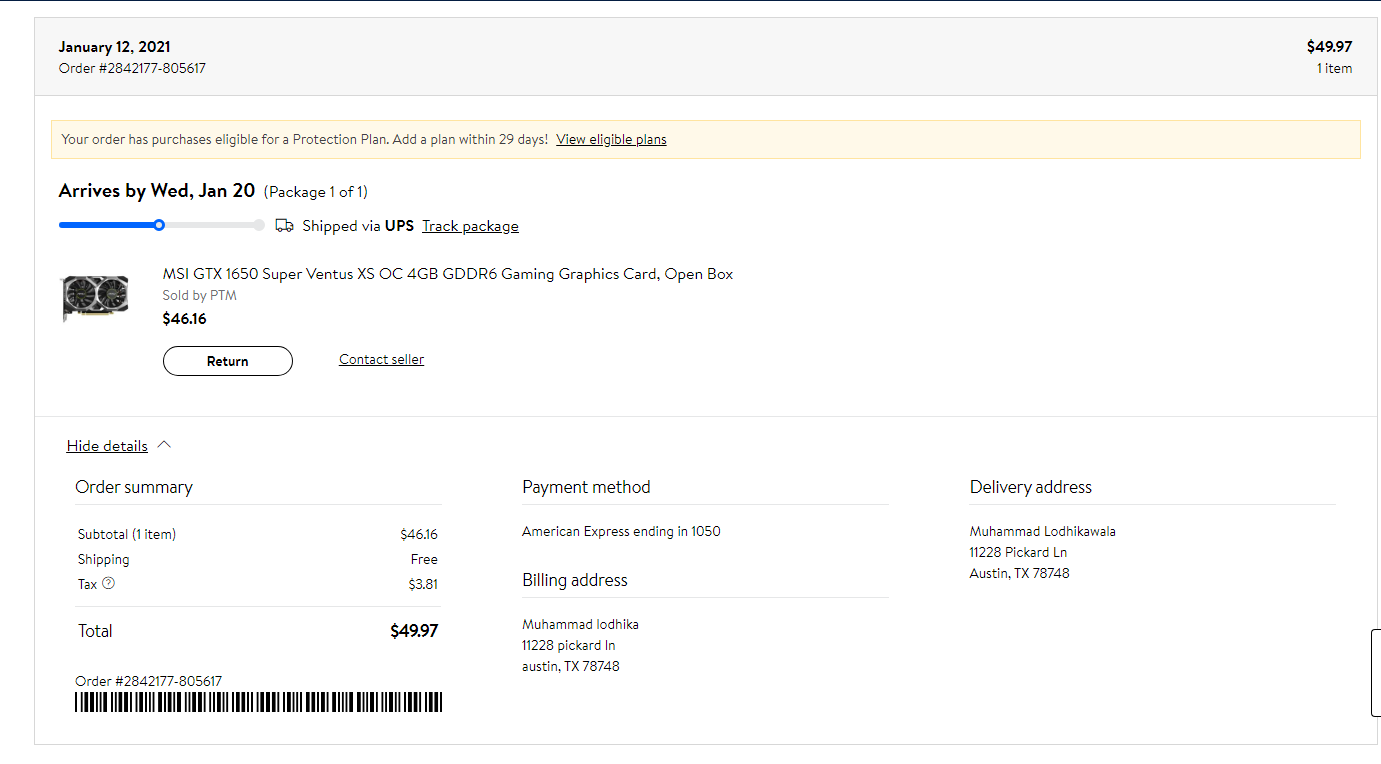 January 12, 2021
$49.97
Order #2842177-805617
1 item
Your order has purchases eligible for a Protection Plan. Add a plan within 29 days! View eligible plans
Arrives by Wed, Jan 20 (Package 1 of 1)
Shipped via UPS Track package
MSI GTX 1650 Super Ventus XS OC 4GB GDDR6 Gaming Graphics Card, Open Box
Sold by PTM
$46.16
Return
Contact seller
Hide details
Order summary
Subtotal (1 item) $46.16
Shipping Free
Tax ? $3.81
Total $49.97
Order #2842177-805617
Payment method
American Express ending in 1050
Billing address
Muhammad lodhika
11228 pickard ln
austin, TX 78748
Delivery address
Muhammad Lodhikawala
11228 Pickard Ln
Austin, TX 78748